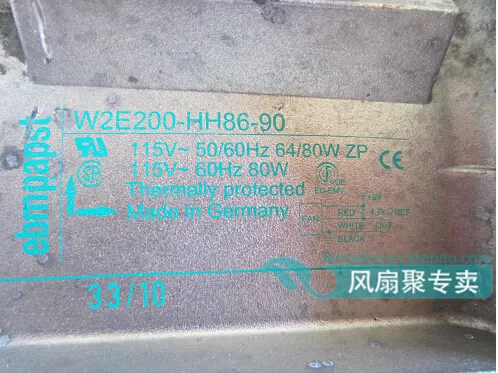 ebmpapst
W2E200-HH86-90
115V~ 50/60Hz 64/80W ZP
115V~ 60Hz 80W
Thermally protected
Made in Germany
CE
FAN
RED
WHITE OUT
BLACK
33/10
风扇聚专卖